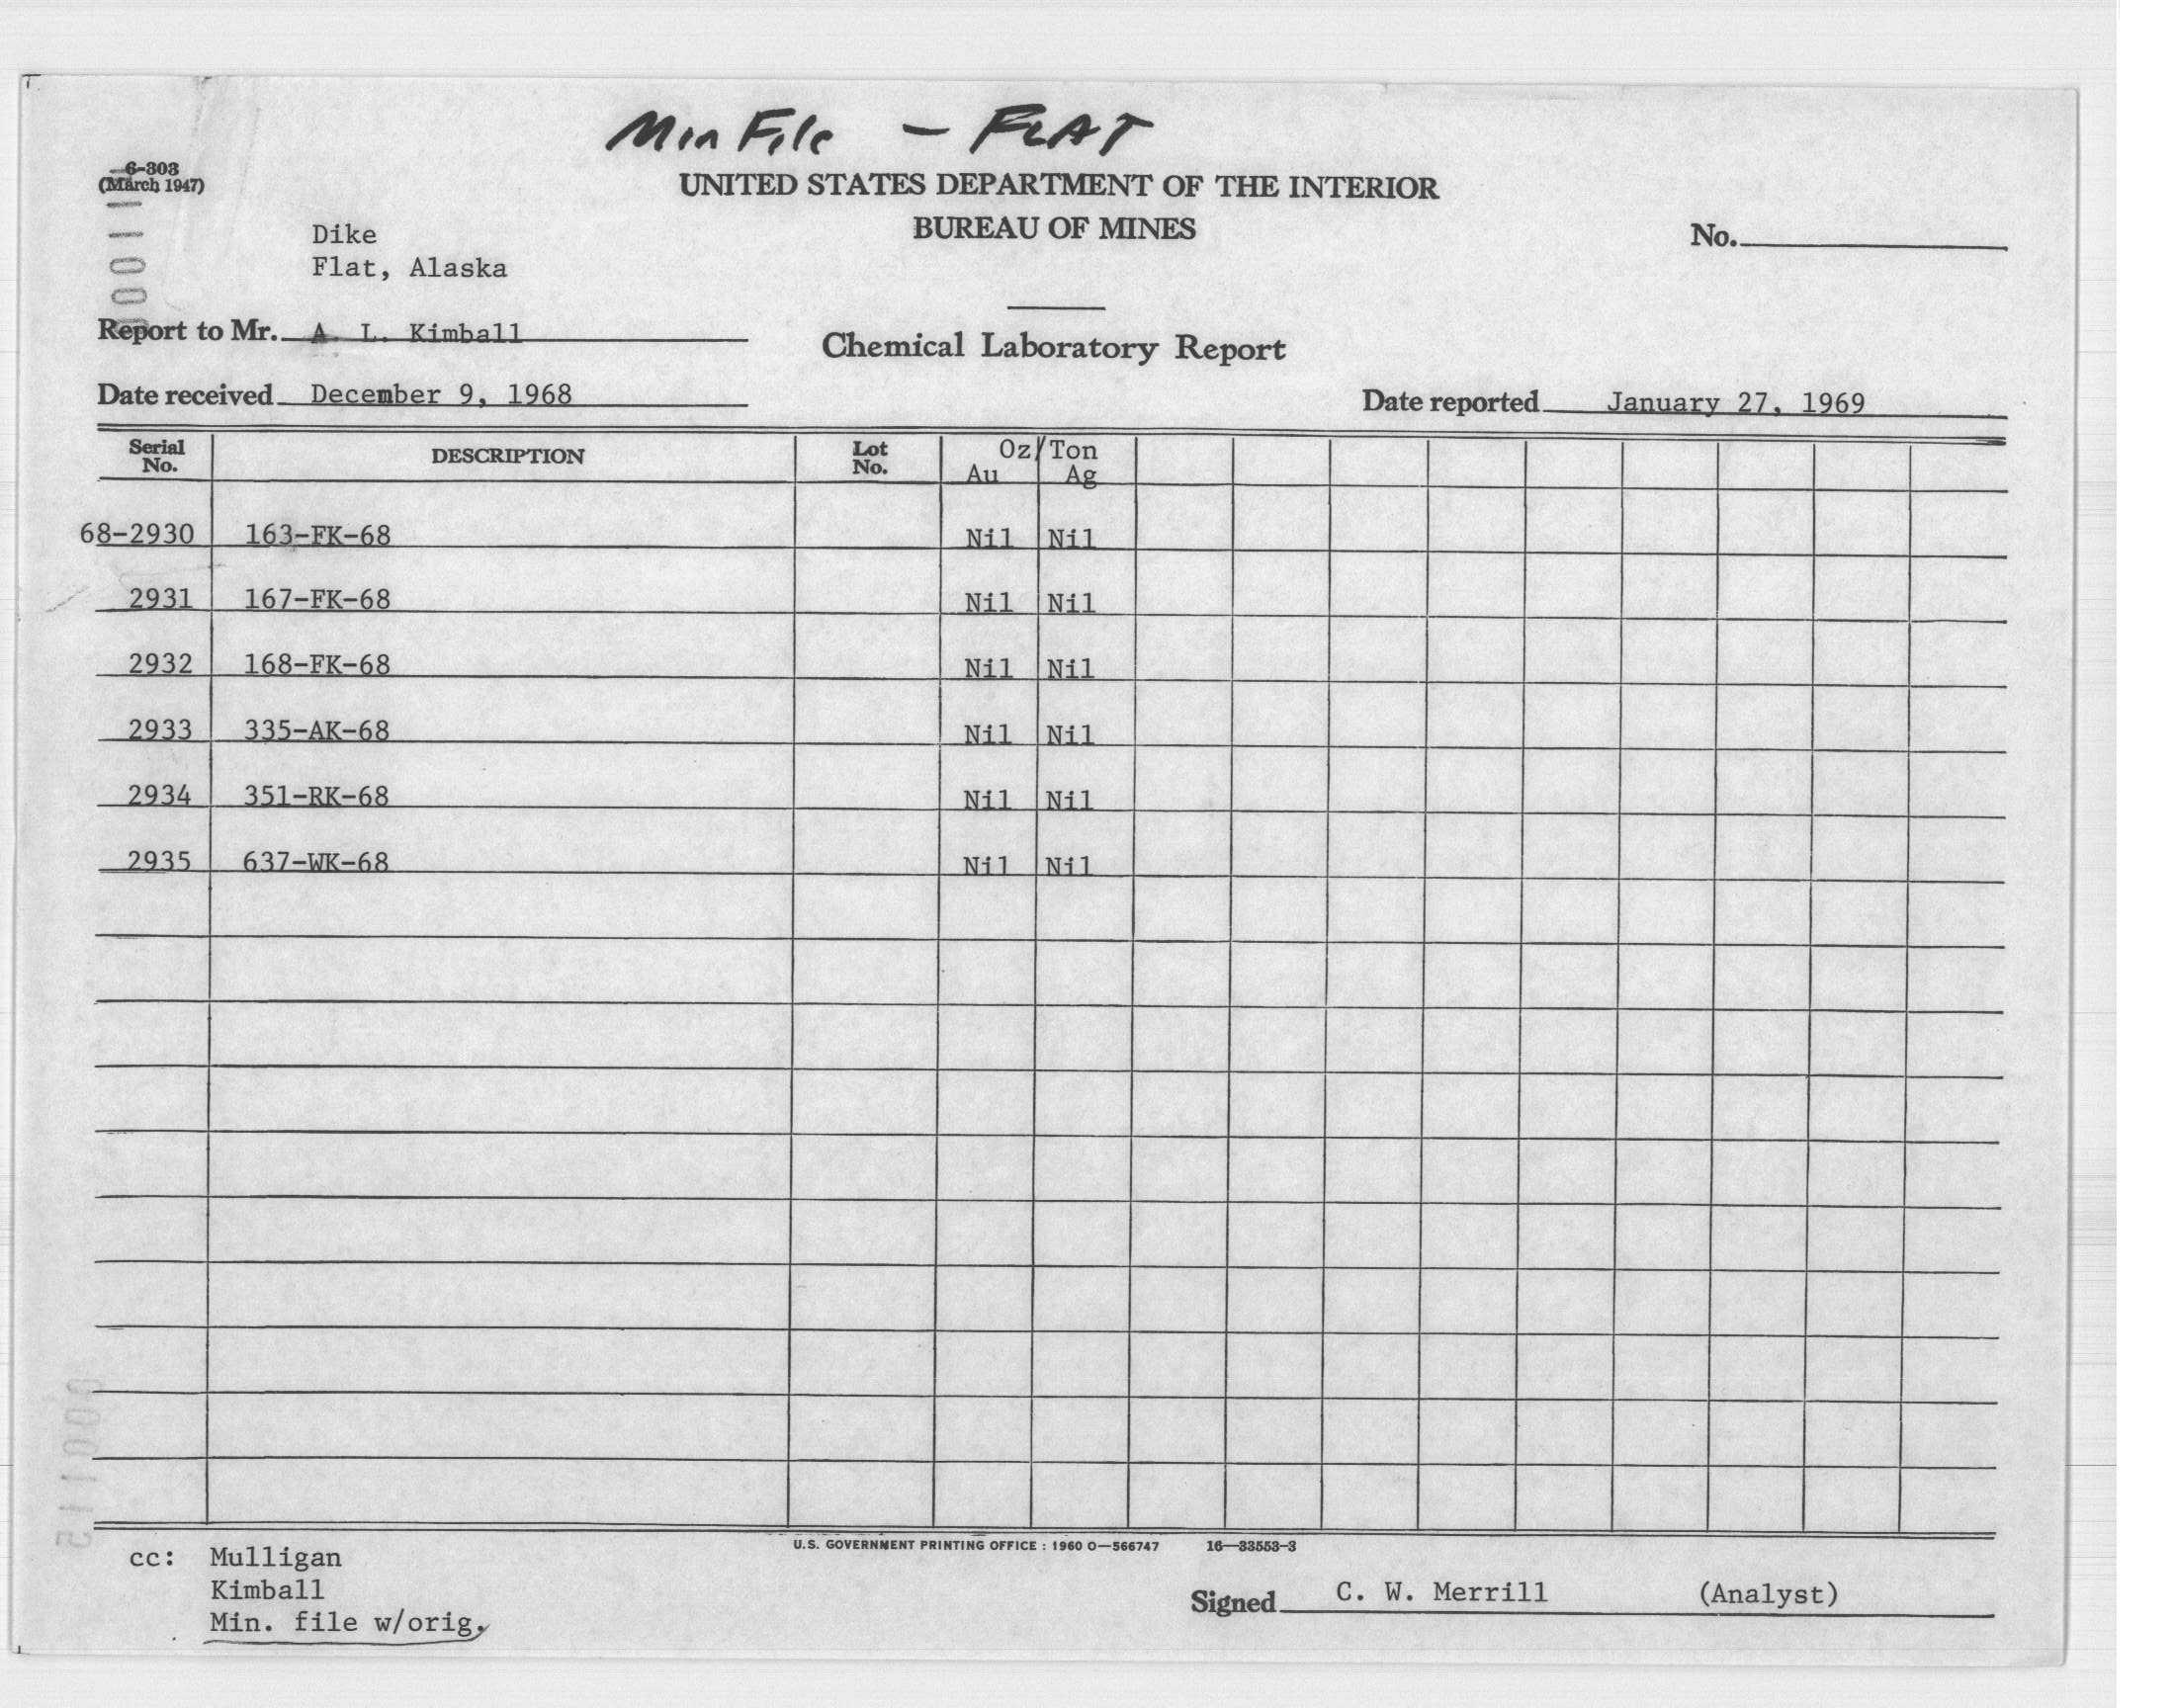 Min File - FLAT
6-303
(March 1947)
UNITED STATES DEPARTMENT OF THE INTERIOR
BUREAU OF MINES
No.
Dike
Flat, Alaska
Report to Mr. A. L. Kimball
Chemical Laboratory Report
Date received December 9, 1968
Date reported January 27, 1969
Serial No. DESCRIPTION Lot No. Oz/Ton Au Ag
68-2930 163-FK-68 Nil Nil
2931 167-FK-68 Nil Nil
2932 168-FK-68 Nil Nil
2933 335-AK-68 Nil Nil
2934 351-RK-68 Nil Nil
2935 637-WK-68 Nil Nil
U.S. GOVERNMENT PRINTING OFFICE : 1960 O—566747 16—83553-3
cc: Mulligan
Kimball
Min. file w/orig.
Signed C. W. Merrill (Analyst)